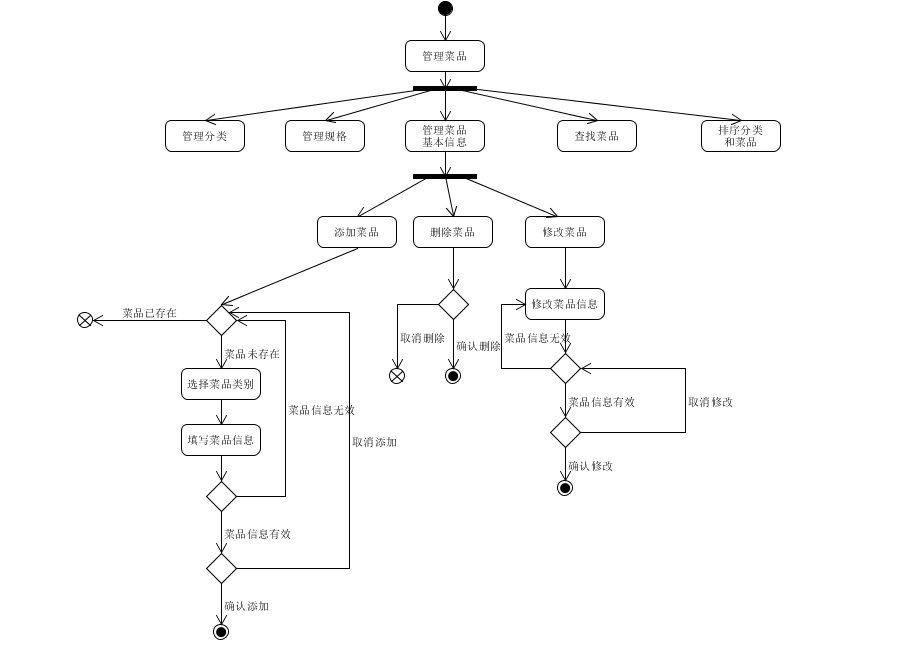 管理菜品
管理分类
管理规格
管理菜品
基本信息
查找菜品
排序分类
和菜品
添加菜品
删除菜品
修改菜品
修改菜品信息
菜品已存在
取消删除
确认删除
菜品信息无效
菜品未存在
选择菜品类别
菜品信息无效
菜品信息有效
取消修改
填写菜品信息
取消添加
确认修改
菜品信息有效
确认添加